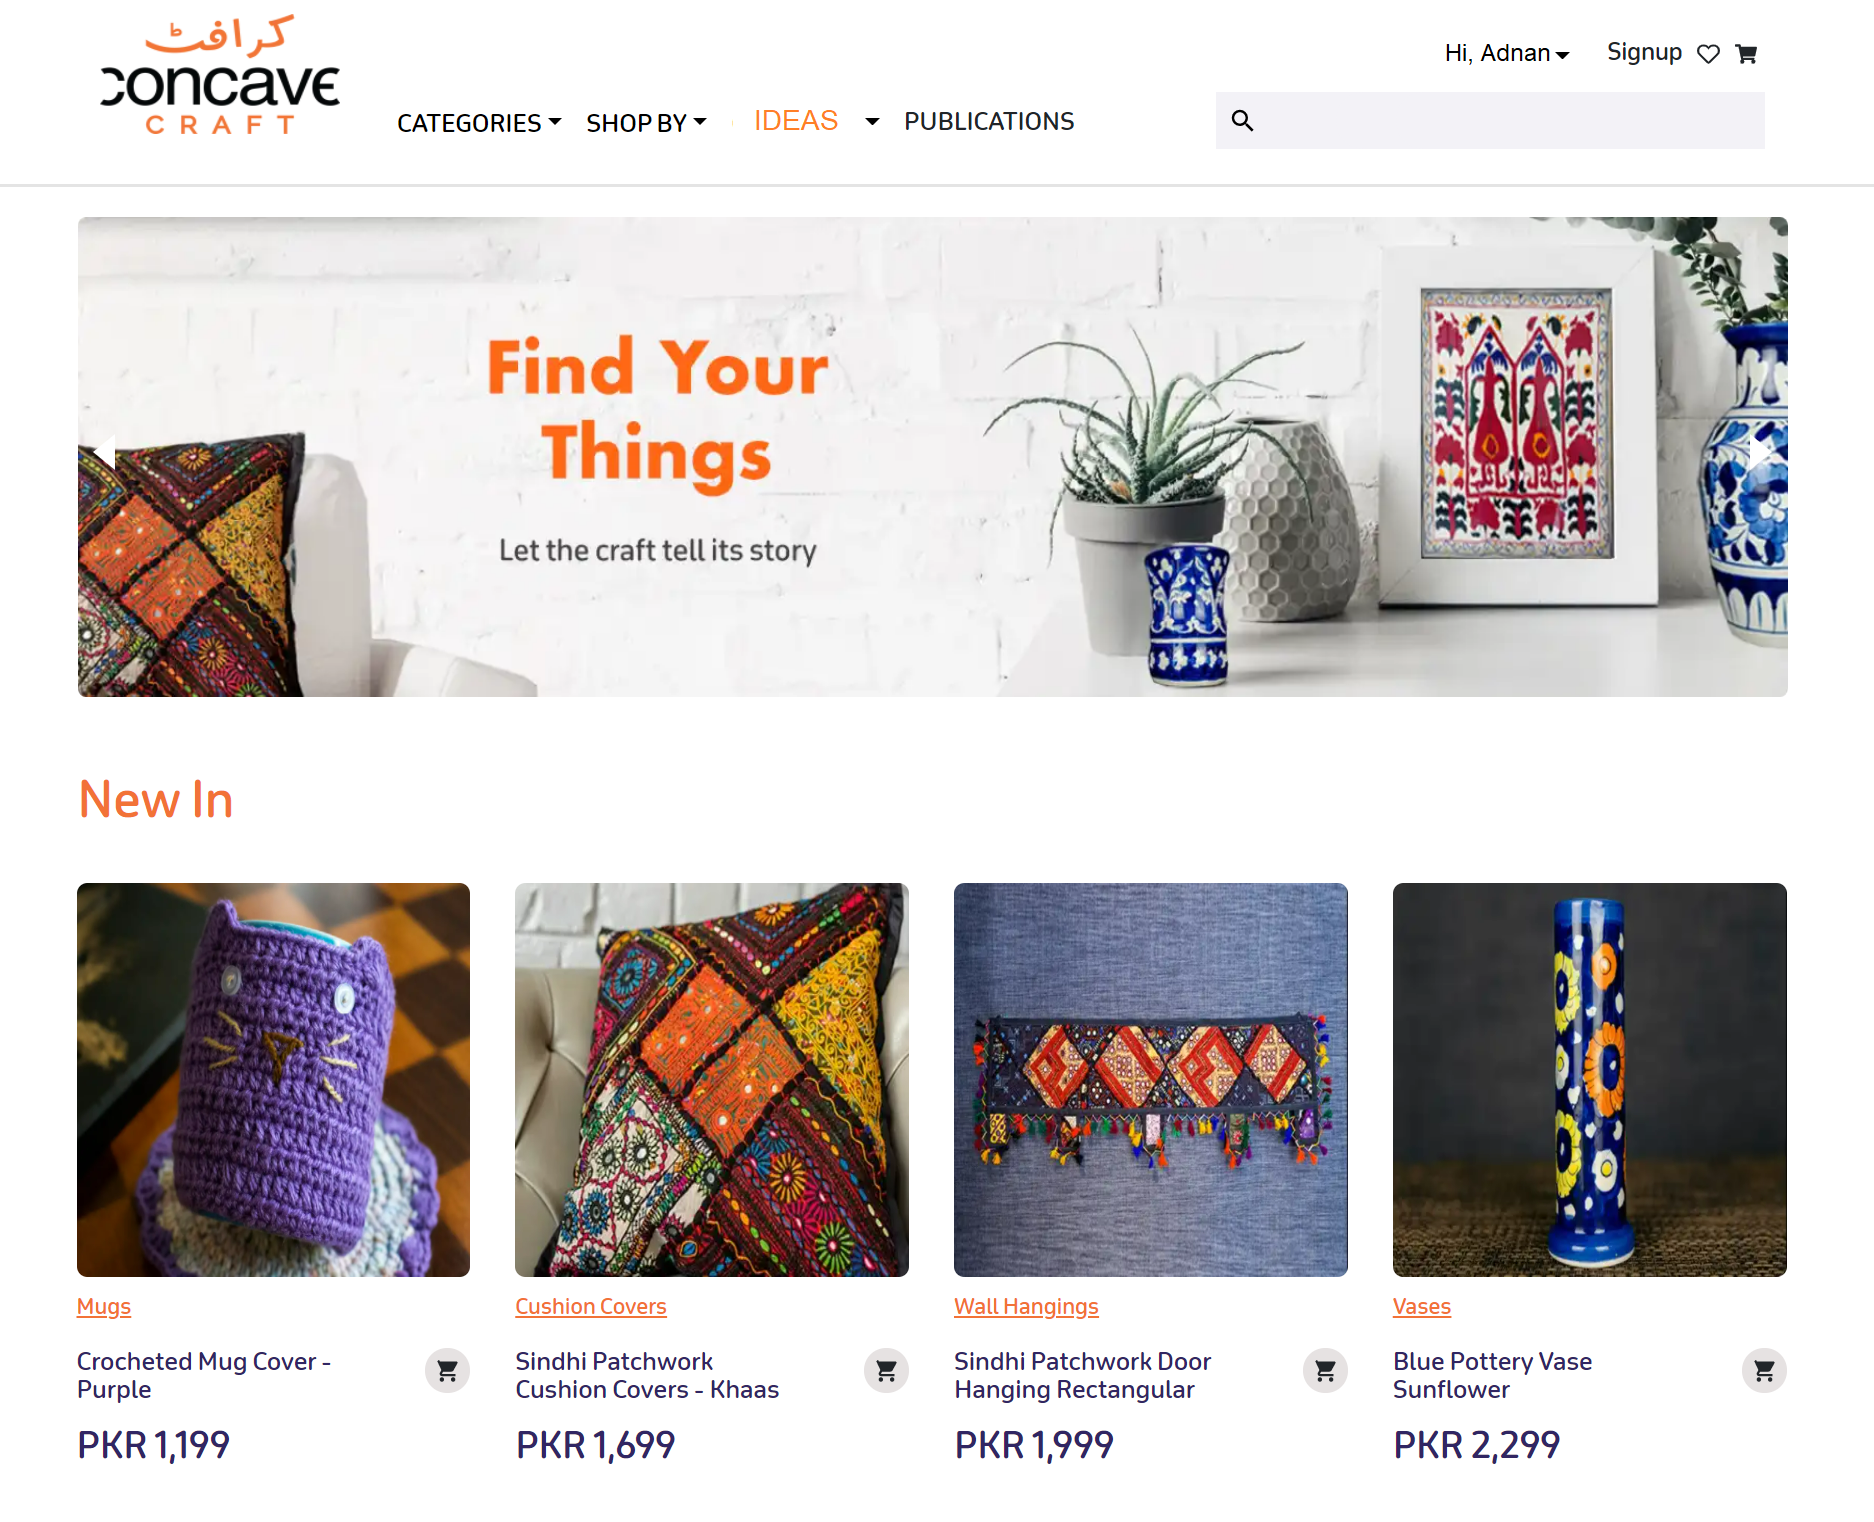 کرافٹ
concave
CRAFT
Hi, Adnan
Signup
CATEGORIES
SHOP BY
IDEAS
PUBLICATIONS
Find Your
Things
Let the craft tell its story
New In
Mugs
Crocheted Mug Cover -
Purple
PKR 1,199
Cushion Covers
Sindhi Patchwork
Cushion Covers - Khaas
PKR 1,699
Wall Hangings
Sindhi Patchwork Door
Hanging Rectangular
PKR 1,999
Vases
Blue Pottery Vase
Sunflower
PKR 2,299